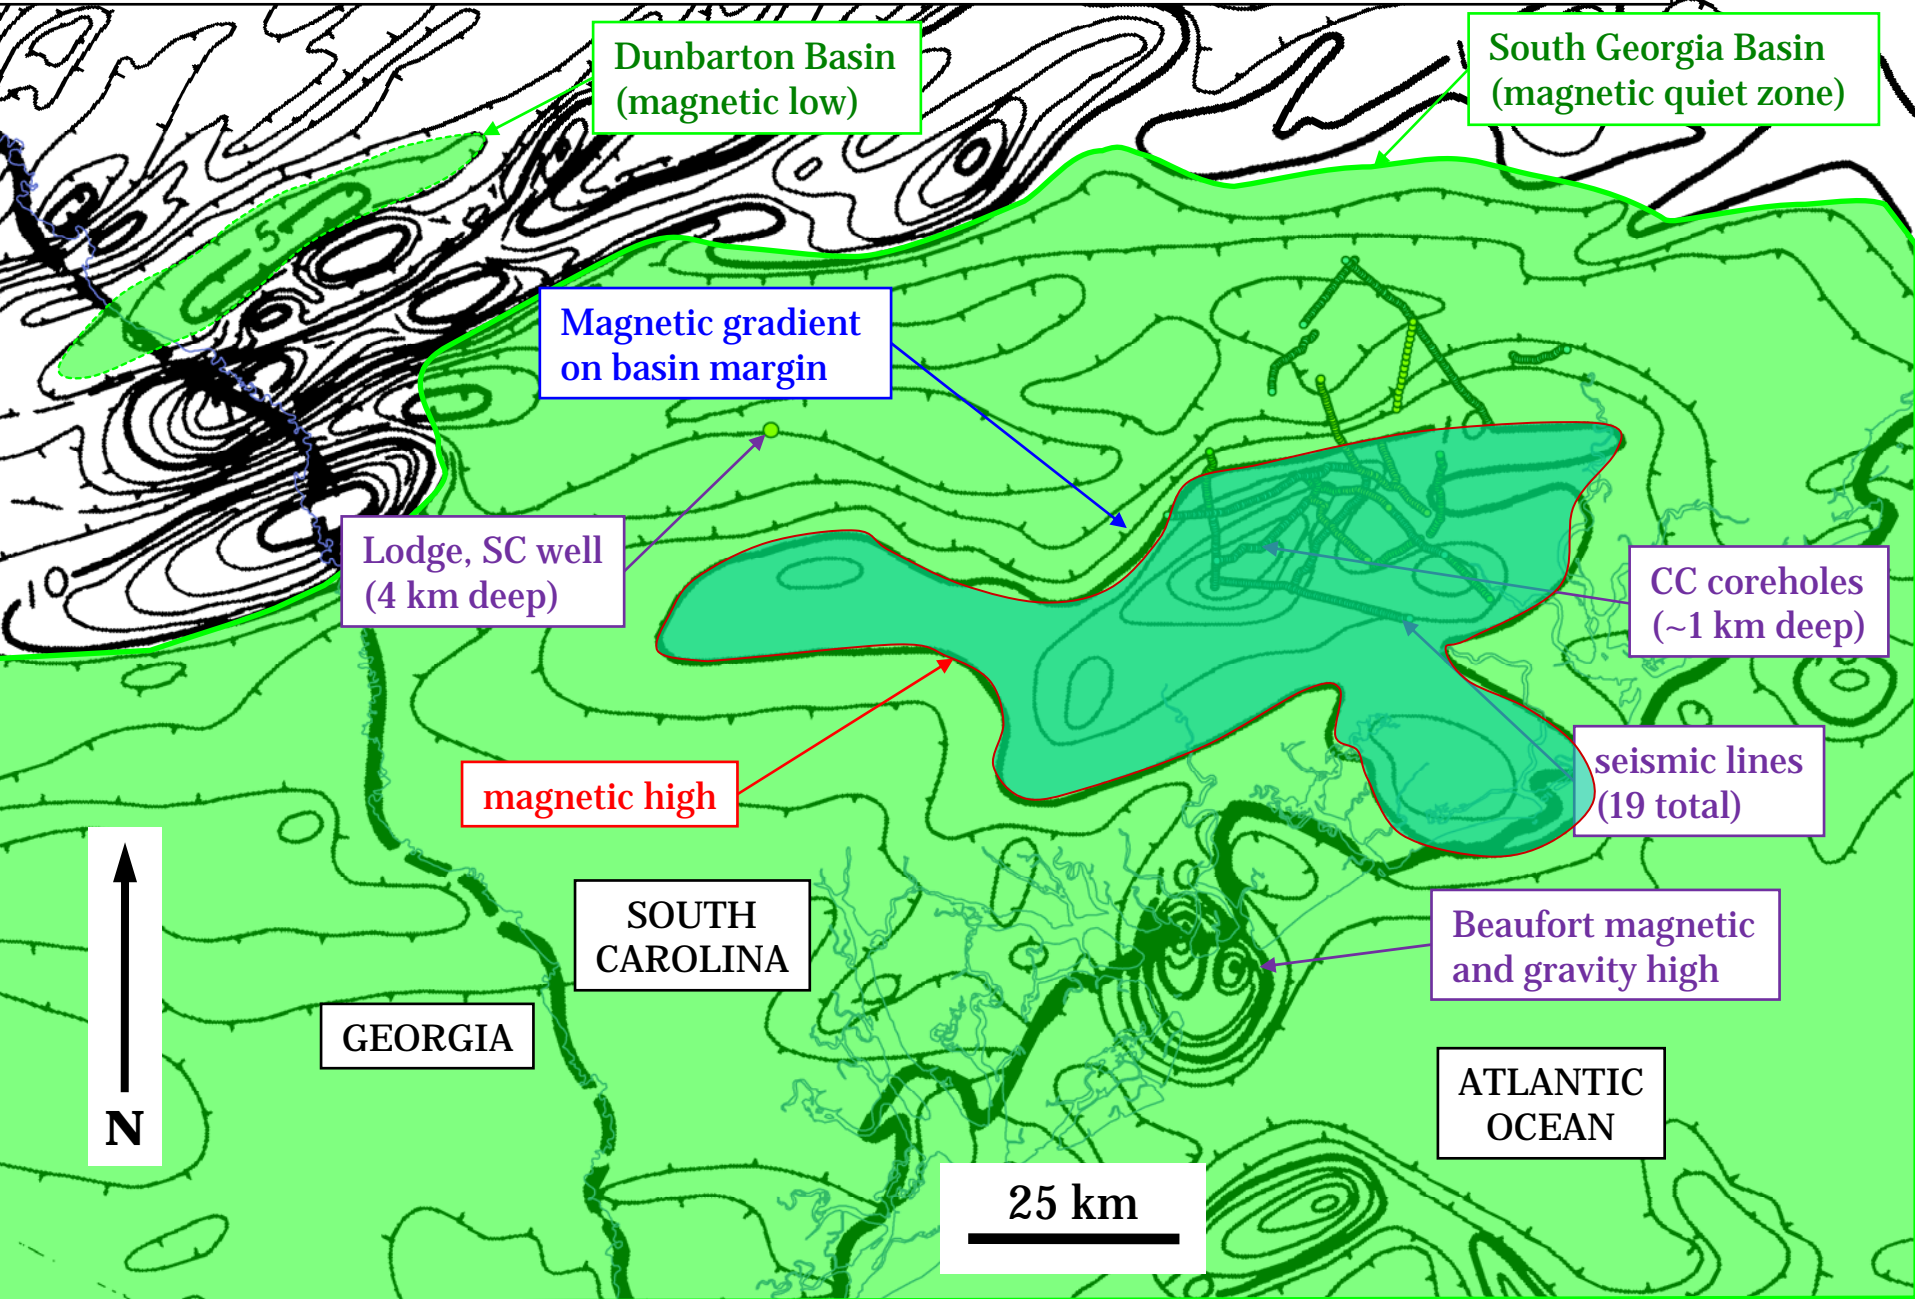 Dunbarton Basin
(magnetic low)
South Georgia Basin
(magnetic quiet zone)
5
Magnetic gradient
on basin margin
Lodge, SC well
(4 km deep)
10
CC coreholes
(~1 km deep)
magnetic high
seismic lines
(19 total)
SOUTH
CAROLINA
Beaufort magnetic
and gravity high
GEORGIA
ATLANTIC
OCEAN
N
25 km